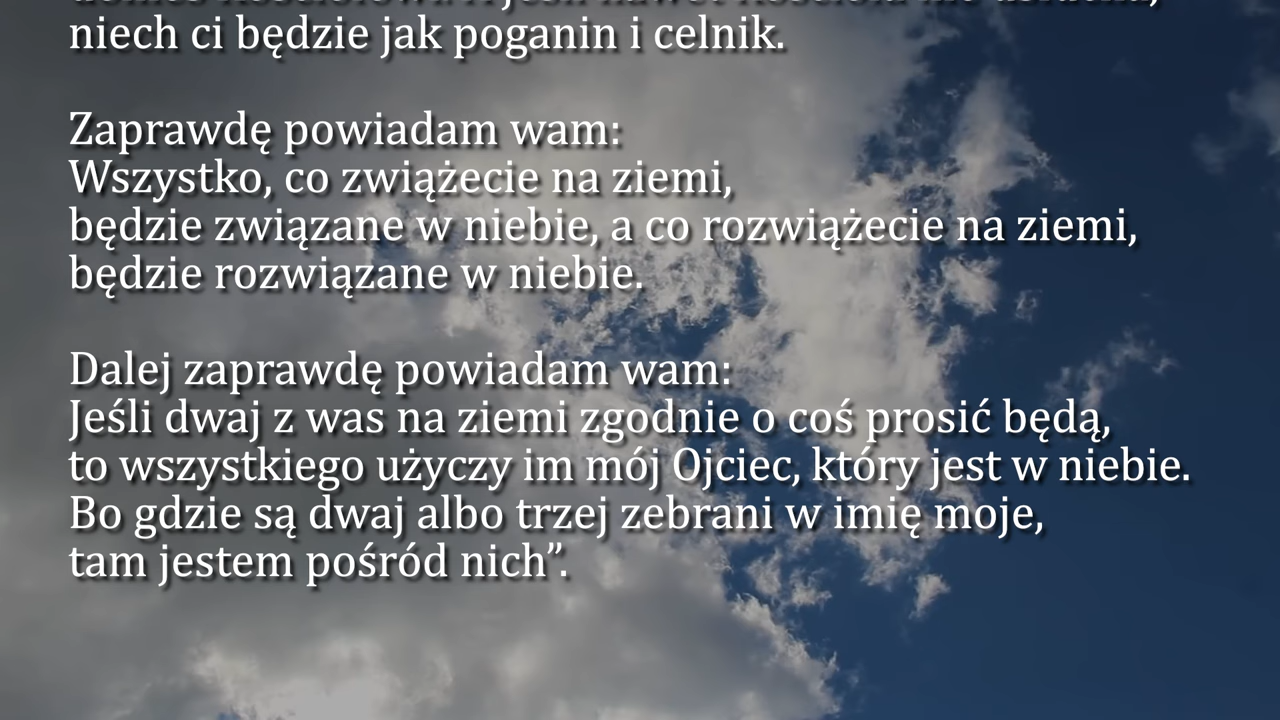 niech ci będzie jak poganin i celnik.
Zaprawdę powiadam wam:
Wszystko, co zwiążecie na ziemi,
będzie związane w niebie, a co rozwiążecie na ziemi,
będzie rozwiązane w niebie.
Dalej zaprawdę powiadam wam:
Jeśli dwaj z was na ziemi zgodnie o coś prosić będą,
to wszystkiego użyczy im mój Ojciec, który jest w niebie.
Bo gdzie są dwaj albo trzej zebrani w imię moje,
tam jestem pośród nich”.